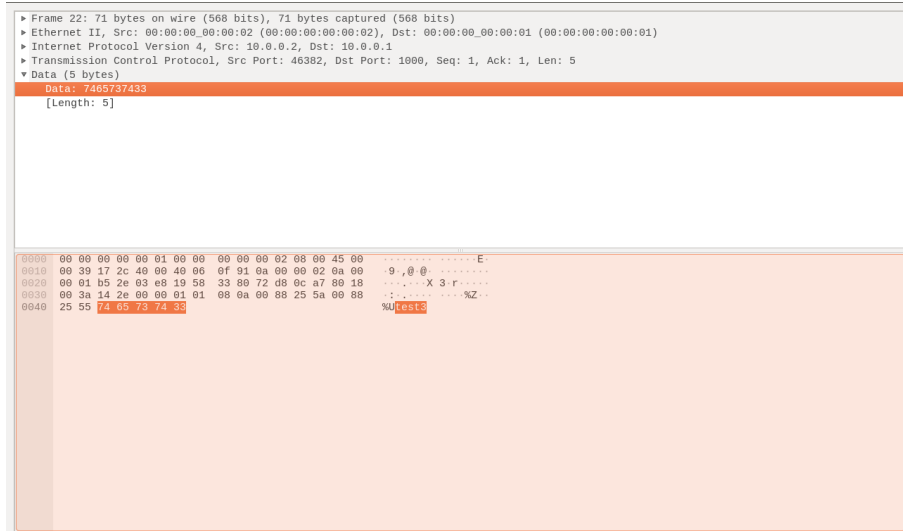 Frame 22: 71 bytes on wire (568 bits), 71 bytes captured (568 bits)
Ethernet II, Src: 00:00:00_00:00:02 (00:00:00:00:00:02), Dst: 00:00:00_00:00:01 (00:00:00:00:00:01)
Internet Protocol Version 4, Src: 10.0.0.2, Dst: 10.0.0.1
Transmission Control Protocol, Src Port: 46382, Dst Port: 1000, Seq: 1, Ack: 1, Len: 5
Data (5 bytes)
Data: 7465737433
[Length: 5]
0000 00 00 00 00 00 01 00 00 00 00 00 02 08 00 45 00 ········ ······E·
0010 00 39 17 2c 40 00 40 06 0f 91 0a 00 00 02 0a 00 ·9·,@·@· ········
0020 00 01 b5 2e 03 e8 19 58 33 80 72 d8 0c a7 80 18 ···.···X 3·r·····
0030 00 3a 14 2e 00 00 01 01 08 0a 00 88 25 5a 00 88 ·:·.···· ····%Z··
0040 25 55 74 65 73 74 33 %Utest3